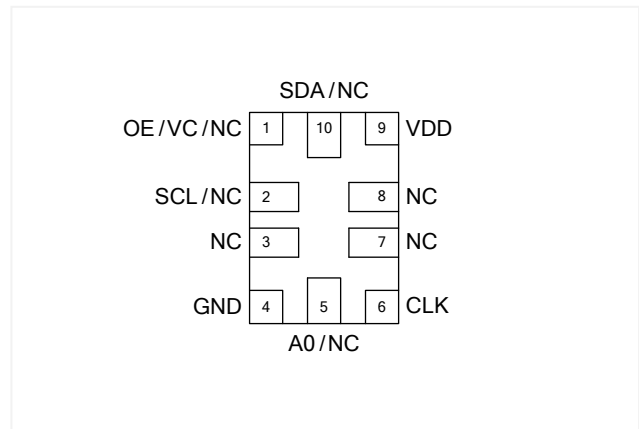 SDA/NC
OE/VC/NC 1 10 9 VDD
SCL/NC 2 8 NC
NC 3 7 NC
GND 4 5 6 CLK
A0/NC